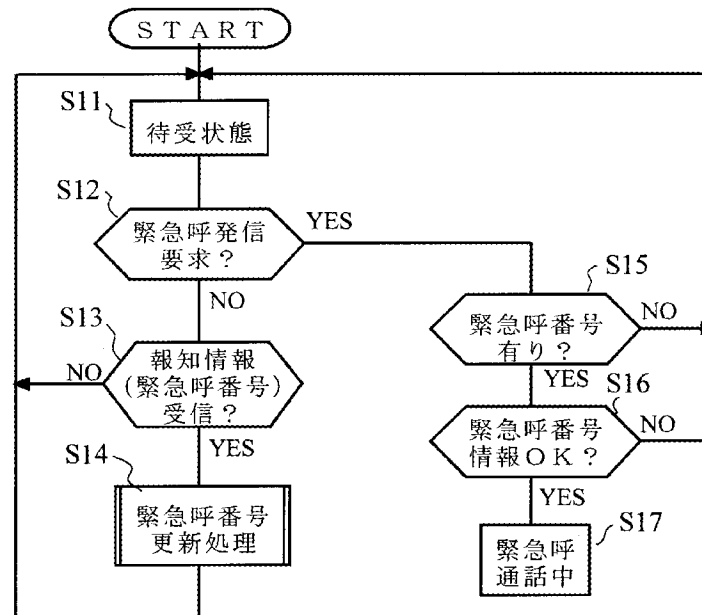 START
S11
待受状態
S12
緊急呼発信
要求?
YES
NO
S13
報知情報
(緊急呼番号)
受信?
NO
YES
S14
緊急呼番号
更新処理
S15
緊急呼番号
有り?
NO
YES
S16
緊急呼番号
情報OK?
NO
YES
S17
緊急呼
通話中